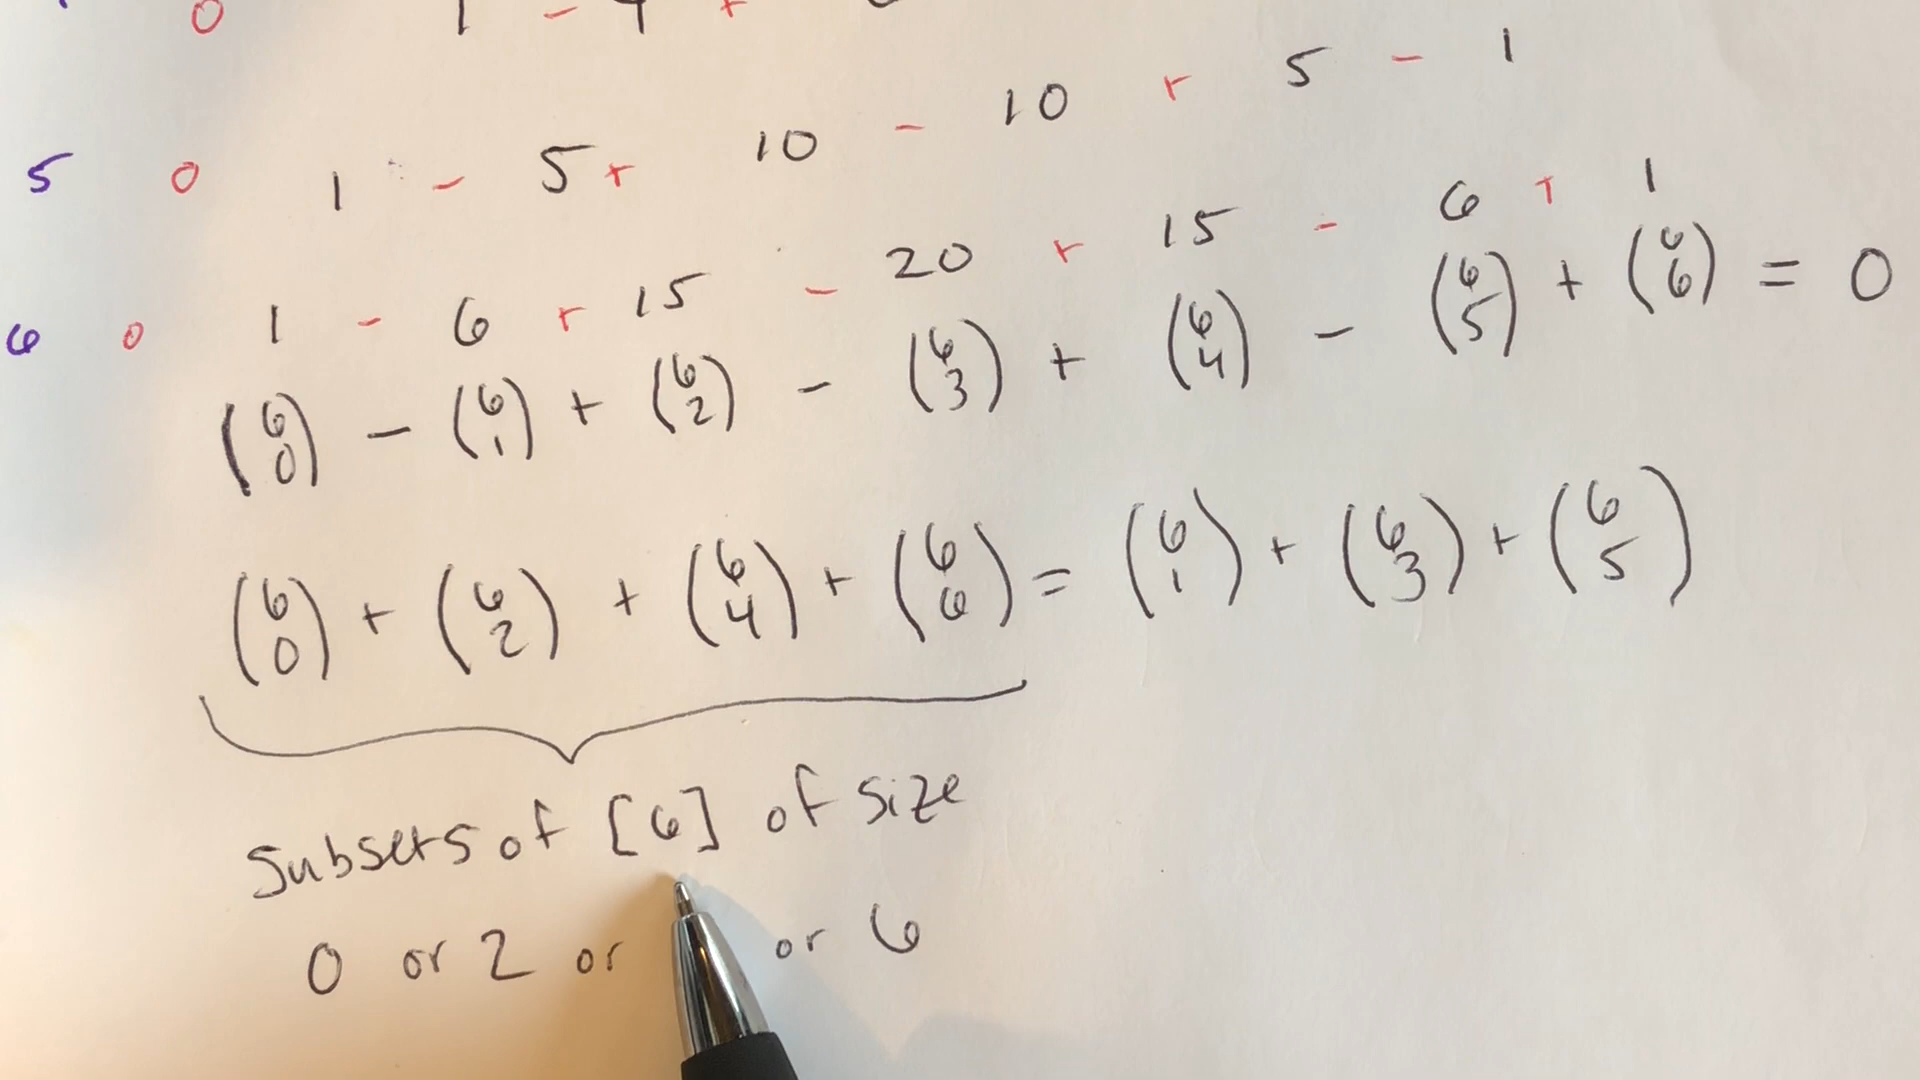 0 1 - 4 +
5 0 1 - 5 + 10 - 10 + 5 - 1
6 0 1 - 6 + 15 - 20 + 15 - 6 + 1
(6 0) - (6 1) + (6 2) - (6 3) + (6 4) - (6 5) + (6 6) = 0
(6 0) + (6 2) + (6 4) + (6 6) = (6 1) + (6 3) + (6 5)
Subsets of [6] of size
0 or 2 or or 6